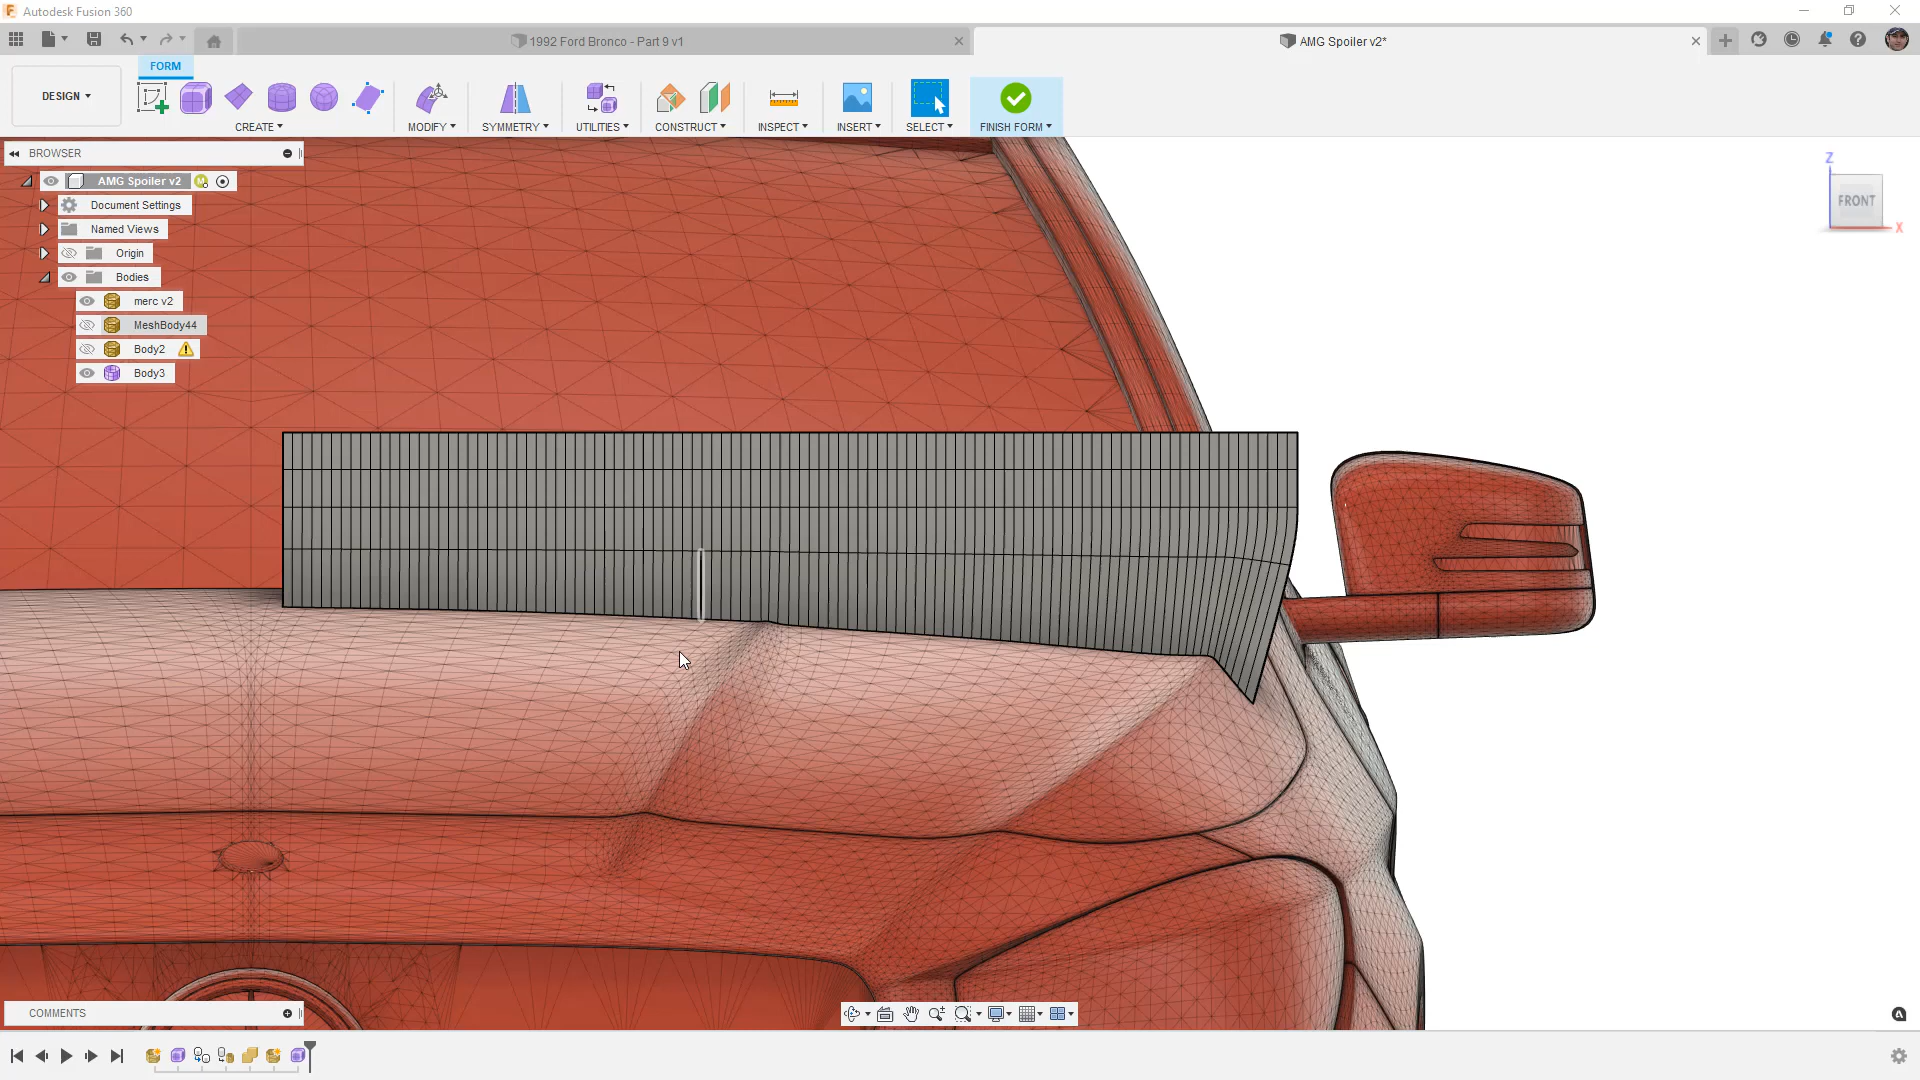 Autodesk Fusion 360
1992 Ford Bronco - Part 9 v1
AMG Spoiler v2*
FORM
DESIGN
CREATE
MODIFY
SYMMETRY
UTILITIES
CONSTRUCT
INSPECT
INSERT
SELECT
FINISH FORM
BROWSER
AMG Spoiler v2
Document Settings
Named Views
Origin
Bodies
merc v2
MeshBody44
Body2
Body3
Z
FRONT
X
COMMENTS